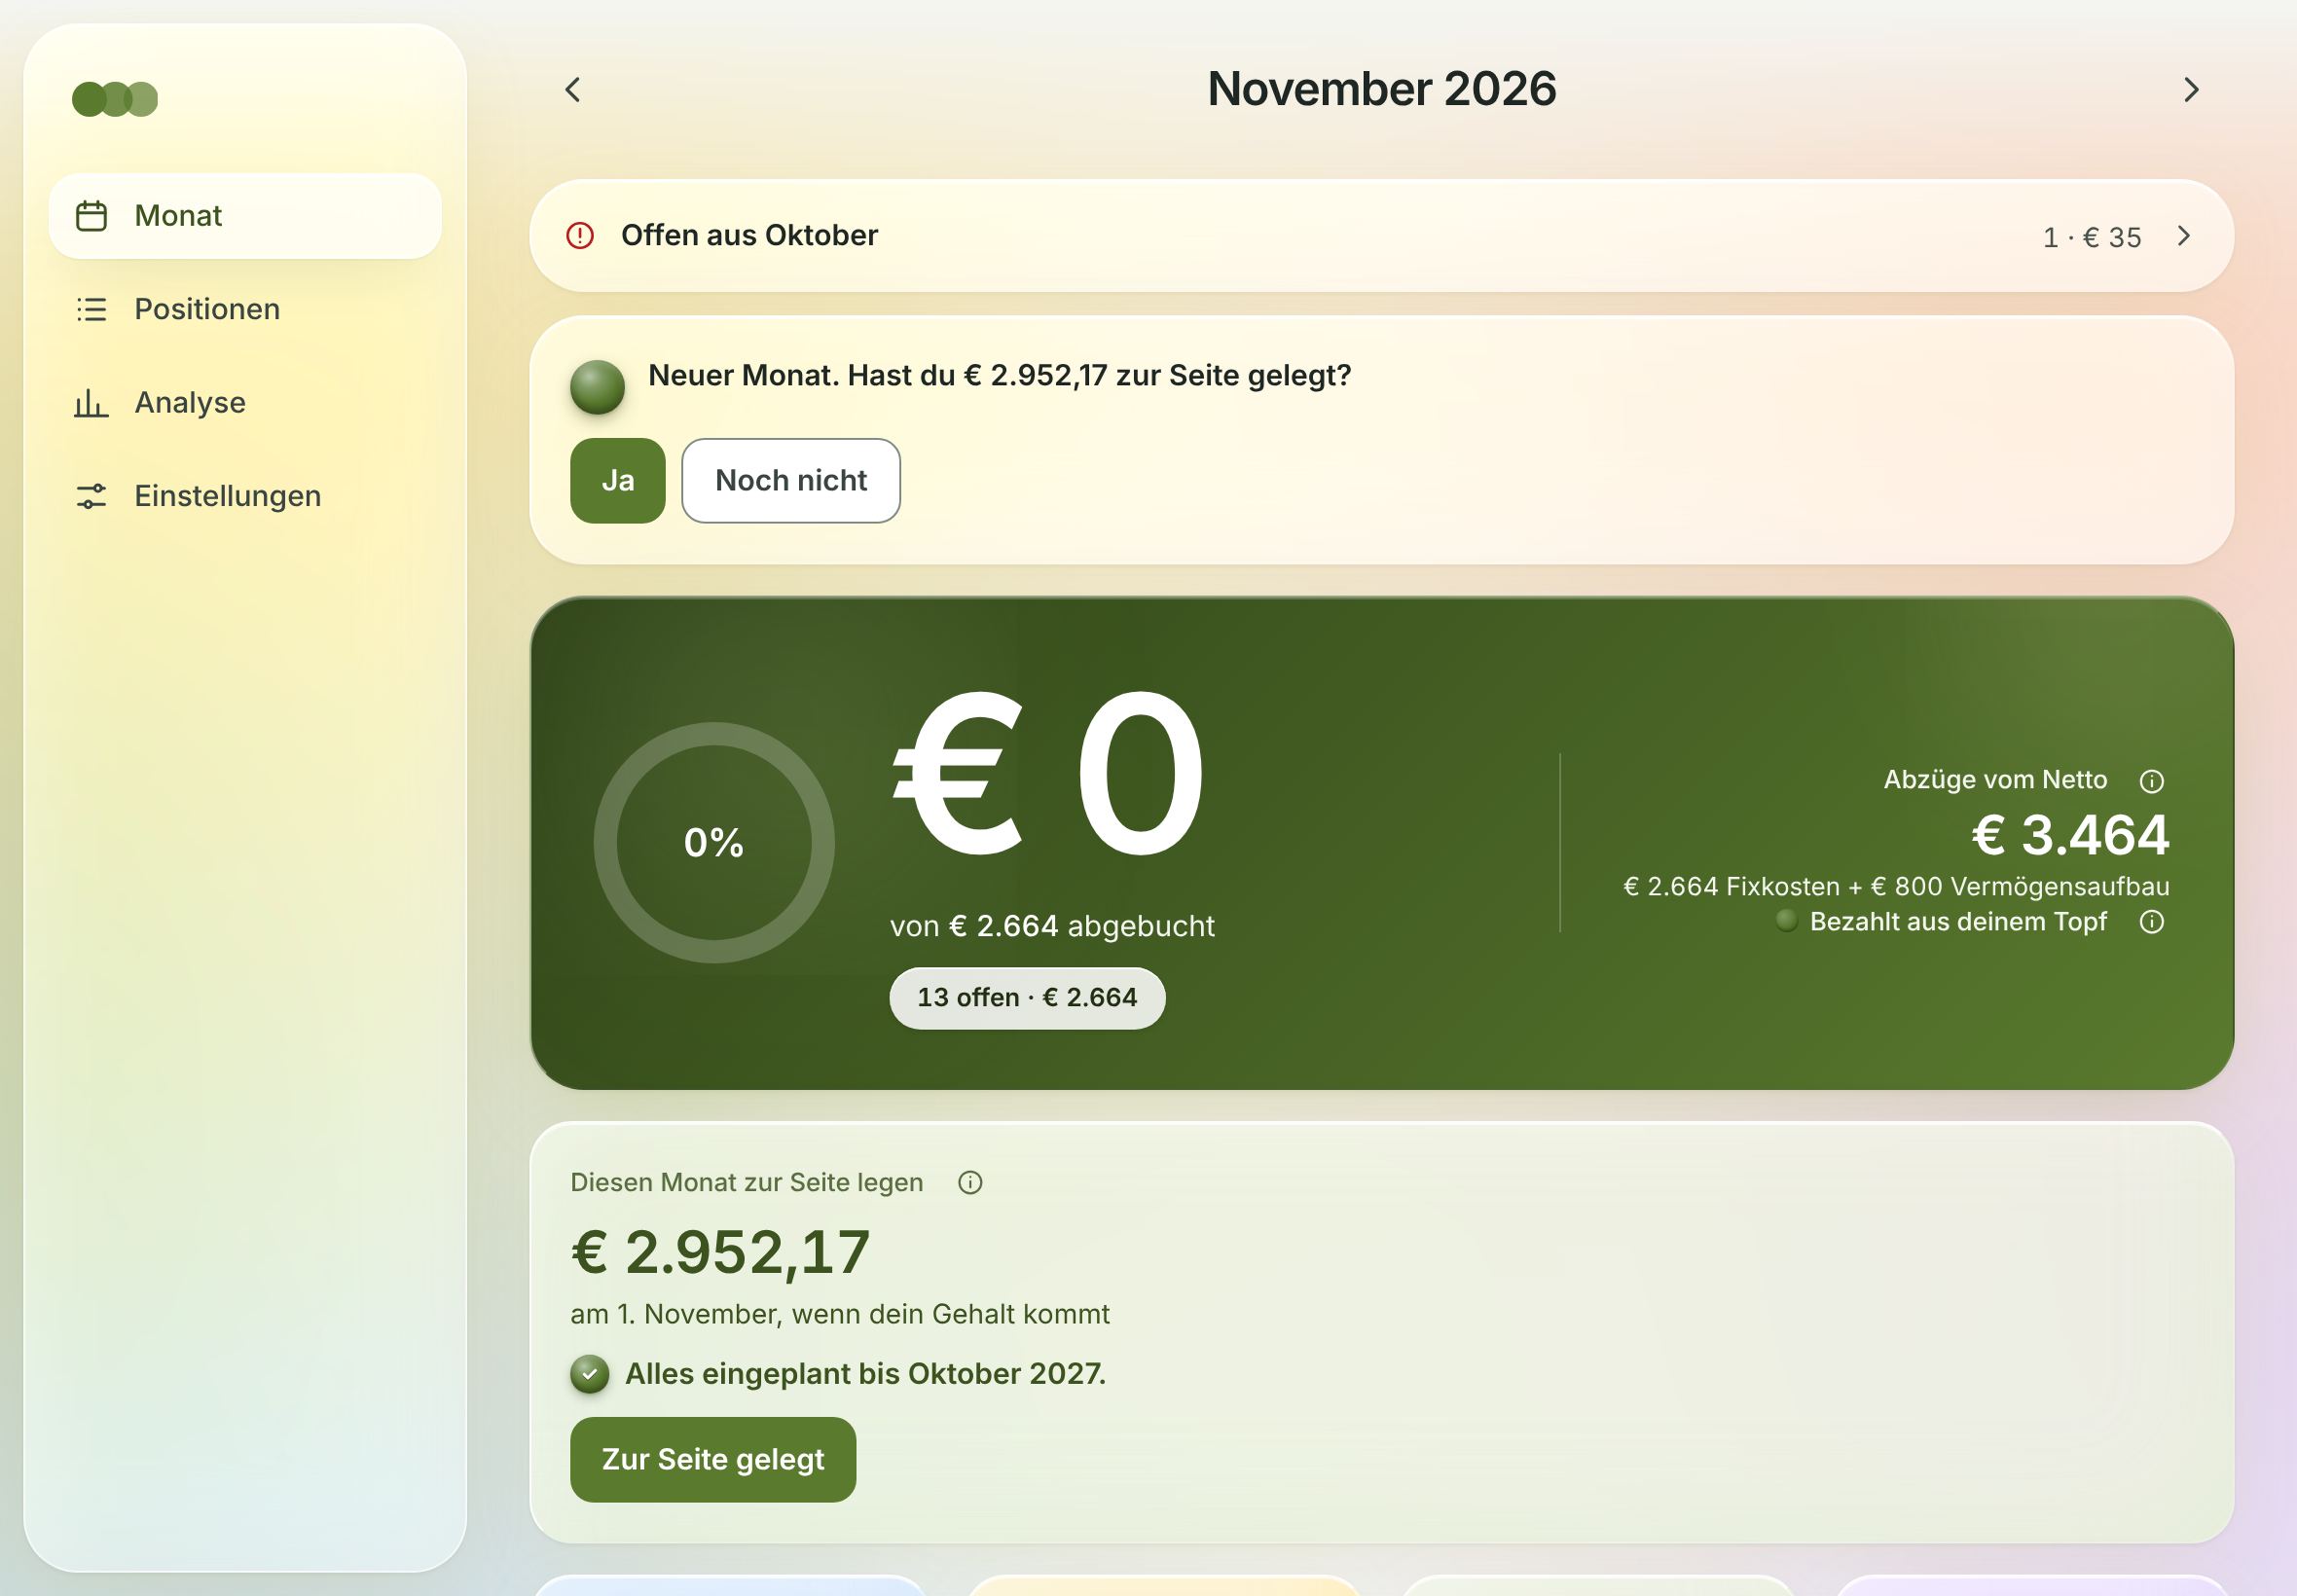 November 2026
Monat
Positionen
Analyse
Einstellungen
Offen aus Oktober
1 · € 35
Neuer Monat. Hast du € 2.952,17 zur Seite gelegt?
Ja
Noch nicht
0%
€ 0
von € 2.664 abgebucht
13 offen · € 2.664
Abzüge vom Netto
€ 3.464
€ 2.664 Fixkosten + € 800 Vermögensaufbau
Bezahlt aus deinem Topf
Diesen Monat zur Seite legen
€ 2.952,17
am 1. November, wenn dein Gehalt kommt
Alles eingeplant bis Oktober 2027.
Zur Seite gelegt